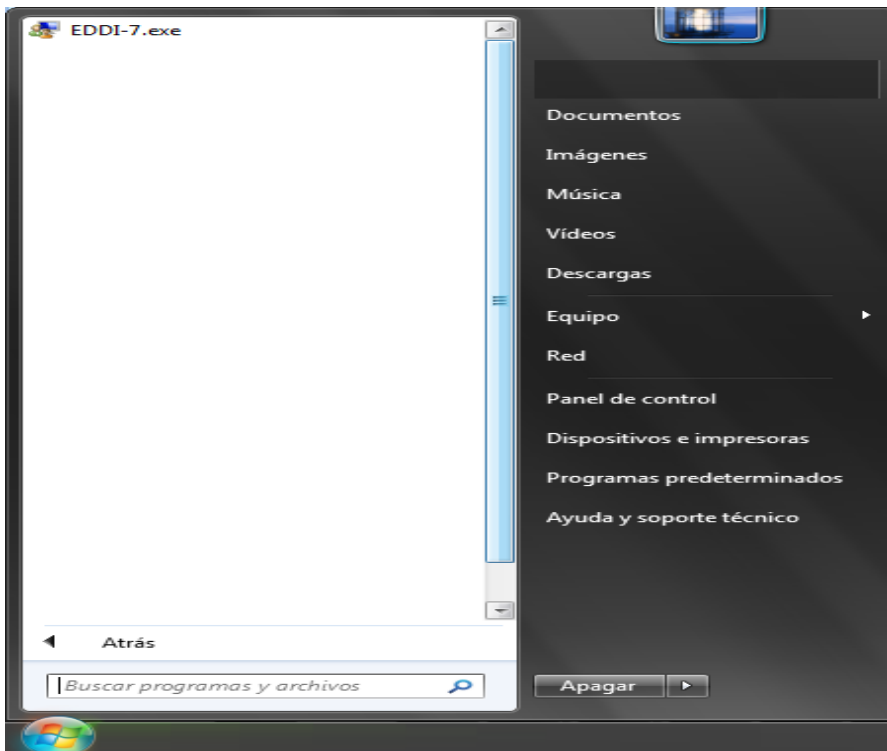 EDDI-7.exe
Atrás
Buscar programas y archivos
Documentos
Imágenes
Música
Vídeos
Descargas
Equipo
Red
Panel de control
Dispositivos e impresoras
Programas predeterminados
Ayuda y soporte técnico
Apagar